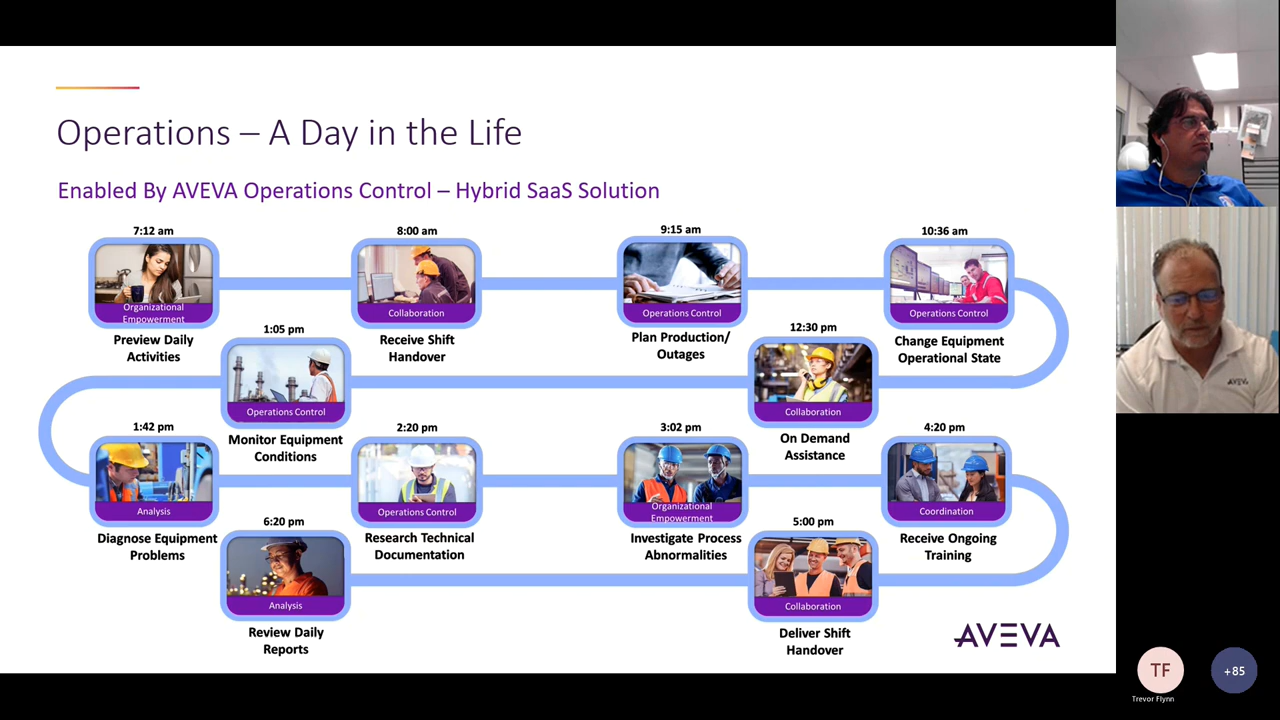 Operations – A Day in the Life
Enabled By AVEVA Operations Control – Hybrid SaaS Solution
7:12 am
Organizational
Empowerment
Preview Daily
Activities
8:00 am
Collaboration
Receive Shift
Handover
9:15 am
Operations Control
Plan Production/
Outages
10:36 am
Operations Control
Change Equipment
Operational State
12:30 pm
Collaboration
On Demand
Assistance
1:05 pm
Operations Control
Monitor Equipment
Conditions
1:42 pm
Analysis
Diagnose Equipment
Problems
2:20 pm
Operations Control
Research Technical
Documentation
3:02 pm
Organizational
Empowerment
Investigate Process
Abnormalities
4:20 pm
Coordination
Receive Ongoing
Training
5:00 pm
Collaboration
Deliver Shift
Handover
6:20 pm
Analysis
Review Daily
Reports
AVEVA
AVEVA
TF
Trevor Flynn
+85